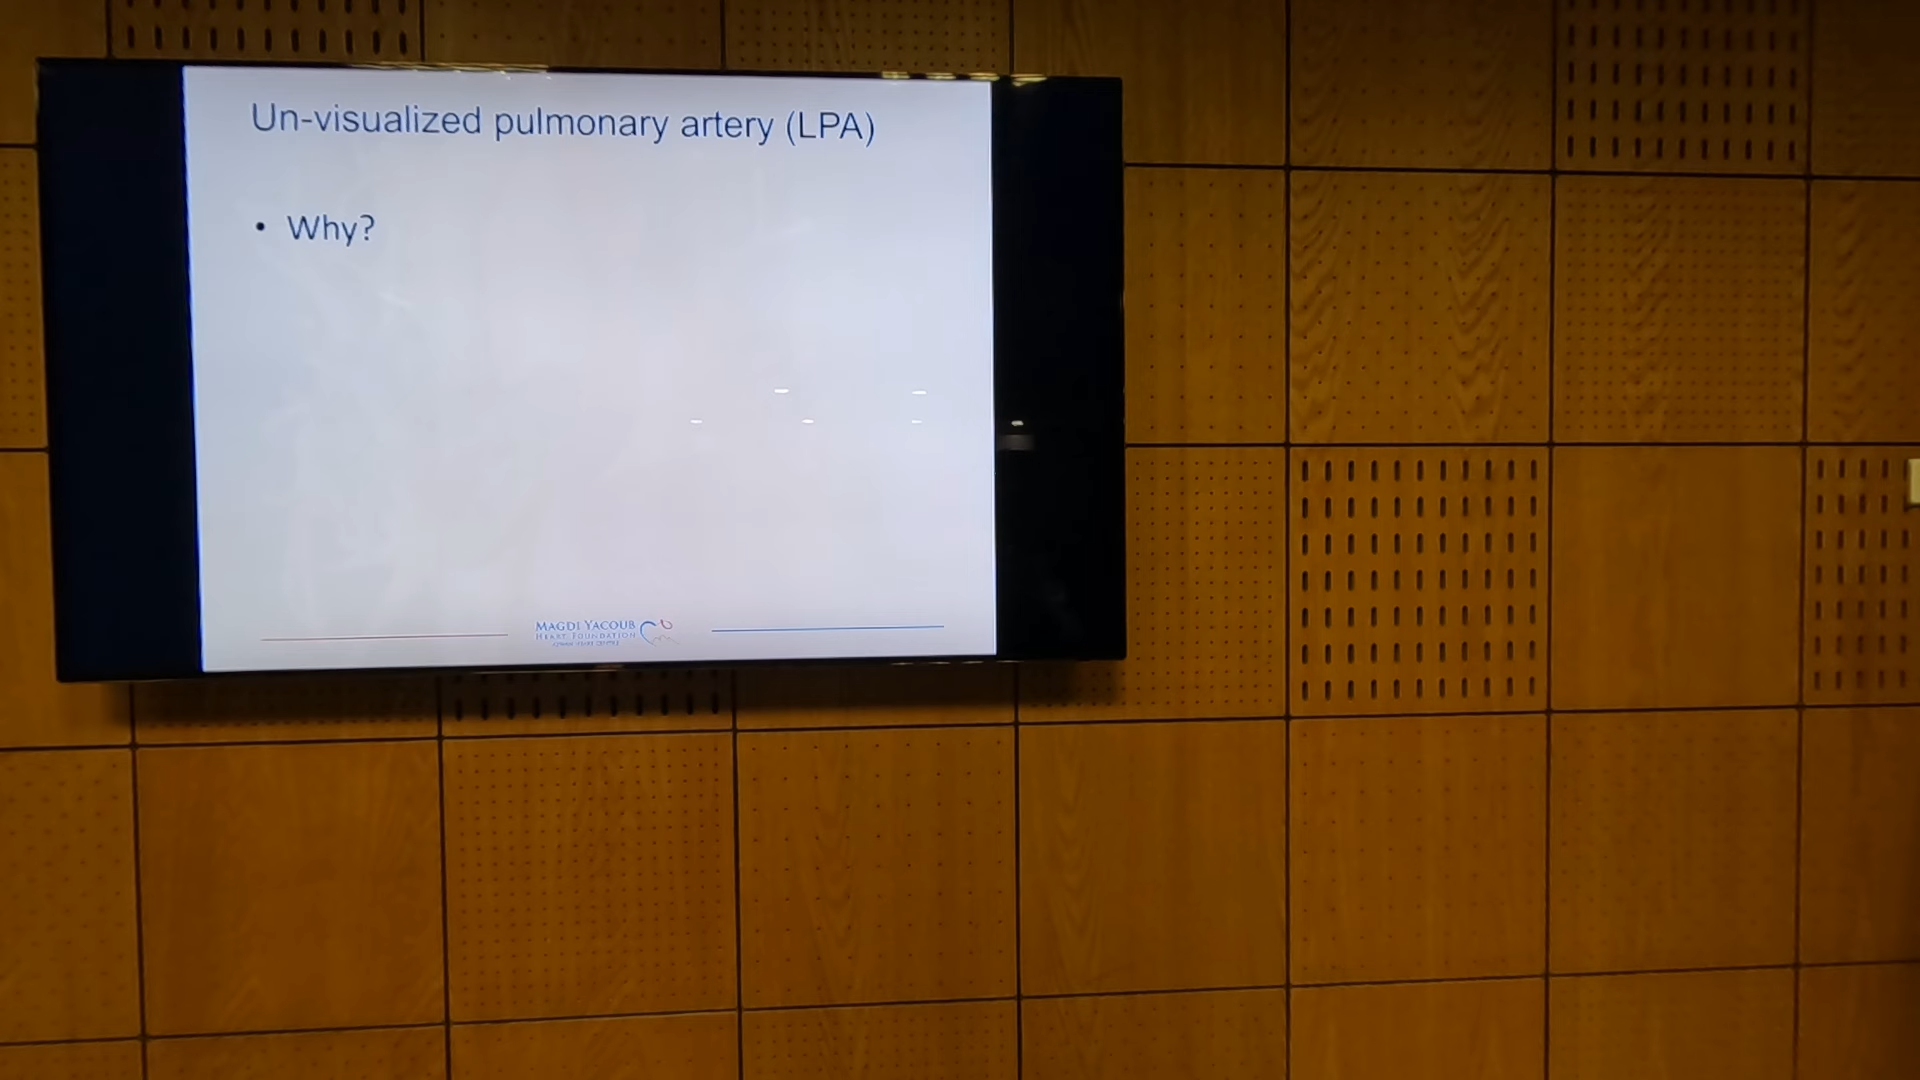 Un-visualized pulmonary artery (LPA)
• Why?
MAGDI YACOUB
HEART FOUNDATION